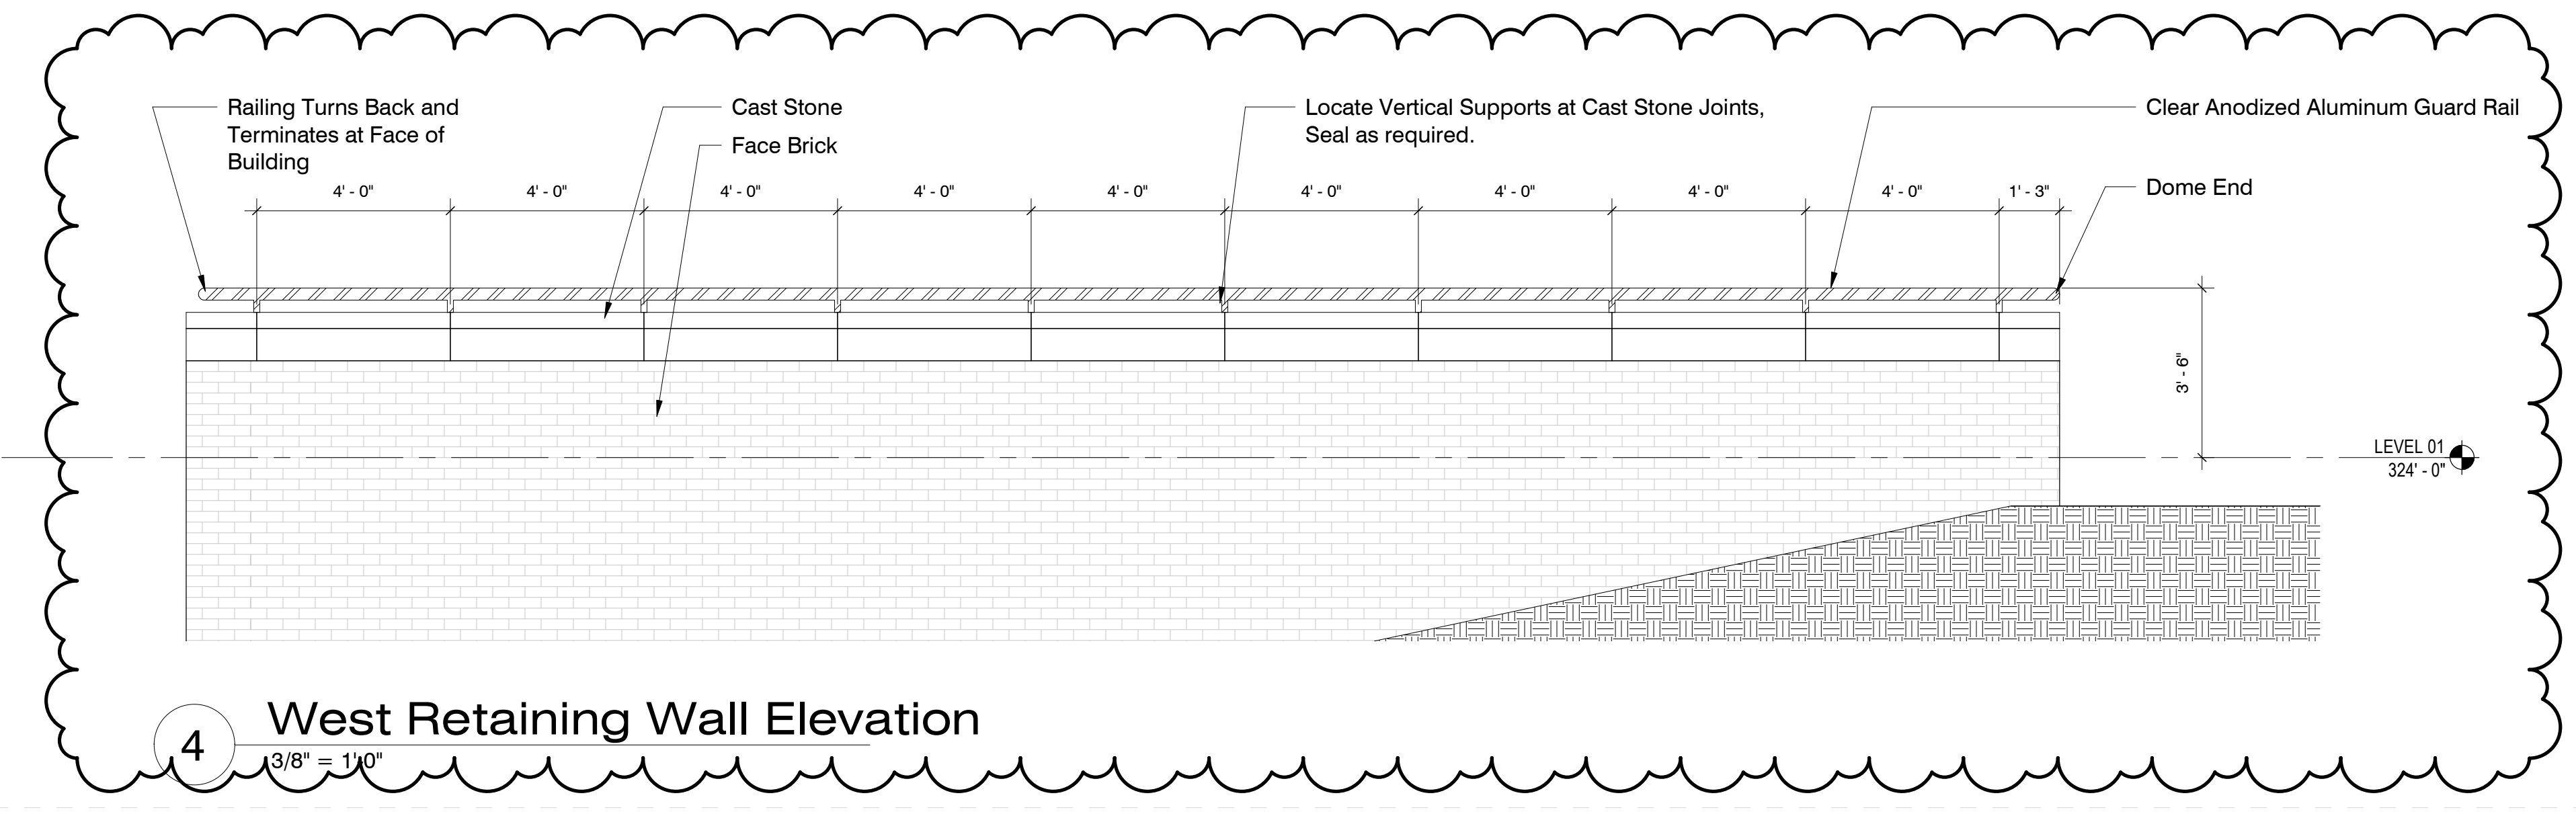 Railing Turns Back and
Terminates at Face of
Building
Cast Stone
Face Brick
Locate Vertical Supports at Cast Stone Joints,
Seal as required.
Clear Anodized Aluminum Guard Rail
Dome End
4' - 0"
4' - 0"
4' - 0"
4' - 0"
4' - 0"
4' - 0"
4' - 0"
4' - 0"
4' - 0"
1' - 3"
3' - 6"
LEVEL 01
324' - 0"
4
West Retaining Wall Elevation
3/8" = 1'-0"